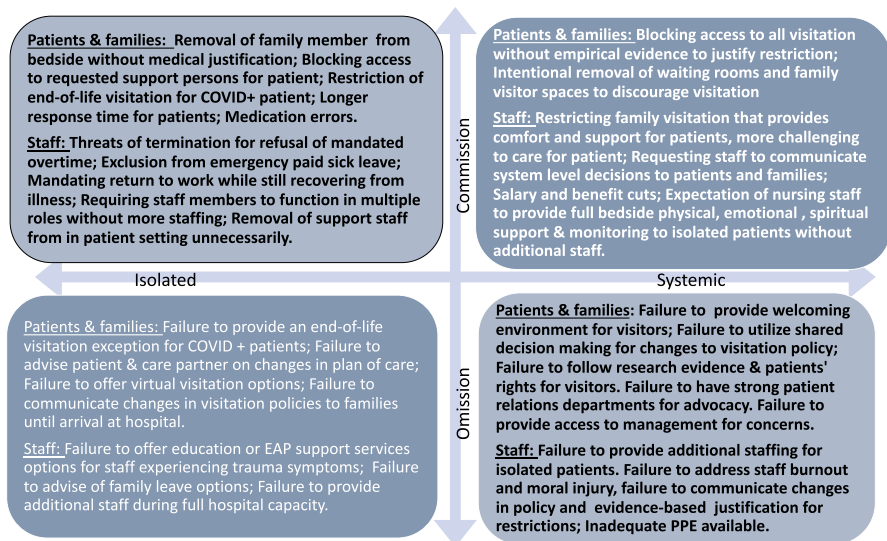 Patients & families: Removal of family member from
bedside without medical justification; Blocking access
to requested support persons for patient; Restriction of
end-of-life visitation for COVID+ patient; Longer
response time for patients; Medication errors.
Staff: Threats of termination for refusal of mandated
overtime; Exclusion from emergency paid sick leave;
Mandating return to work while still recovering from
illness; Requiring staff members to function in multiple
roles without more staffing; Removal of support staff
from in patient setting unnecessarily.
Commission
Patients & families: Blocking access to all visitation
without empirical evidence to justify restriction;
Intentional removal of waiting rooms and family
visitor spaces to discourage visitation
Staff: Restricting family visitation that provides
comfort and support for patients, more challenging
to care for patient; Requesting staff to communicate
system level decisions to patients and families;
Salary and benefit cuts; Expectation of nursing staff
to provide full bedside physical, emotional , spiritual
support & monitoring to isolated patients without
additional staff.
Isolated
Systemic
Patients & families: Failure to provide an end-of-life
visitation exception for COVID + patients; Failure to
advise patient & care partner on changes in plan of care;
Failure to offer virtual visitation options; Failure to
communicate changes in visitation policies to families
until arrival at hospital.
Staff: Failure to offer education or EAP support services
options for staff experiencing trauma symptoms; Failure
to advise of family leave options; Failure to provide
additional staff during full hospital capacity.
Omission
Patients & families: Failure to provide welcoming
environment for visitors; Failure to utilize shared
decision making for changes to visitation policy;
Failure to follow research evidence & patients'
rights for visitors. Failure to have strong patient
relations departments for advocacy. Failure to
provide access to management for concerns.
Staff: Failure to provide additional staffing for
isolated patients. Failure to address staff burnout
and moral injury, failure to communicate changes
in policy and evidence-based justification for
restrictions; Inadequate PPE available.